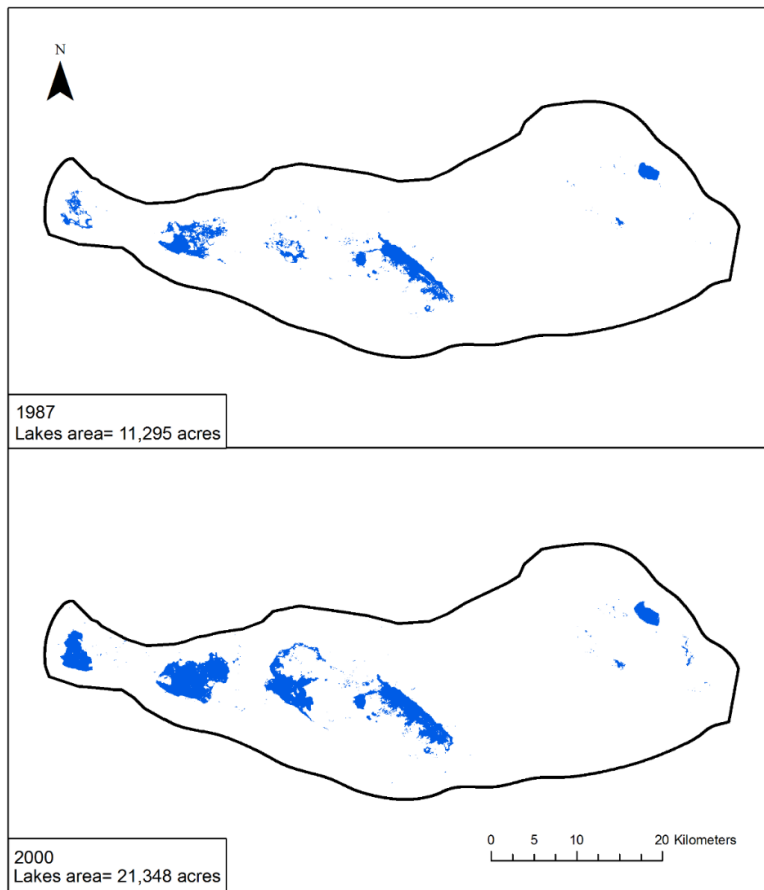 N
1987
Lakes area= 11,295 acres
0 5 10 20 Kilometers
2000
Lakes area= 21,348 acres